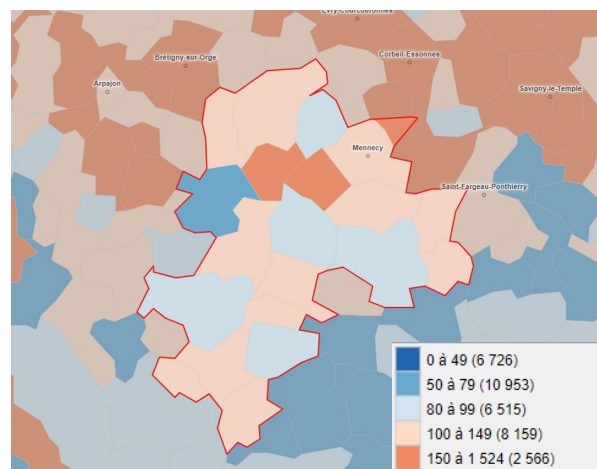 Evry-Courcouronnes
Brétigny-sur-Orge
Corbeil-Essonnes
Arpajon
Savigny-le-Temple
Mennecy
Saint-Fargeau-Ponthierry
0 à 49 (6 726)
50 à 79 (10 953)
80 à 99 (6 515)
100 à 149 (8 159)
150 à 1 524 (2 566)